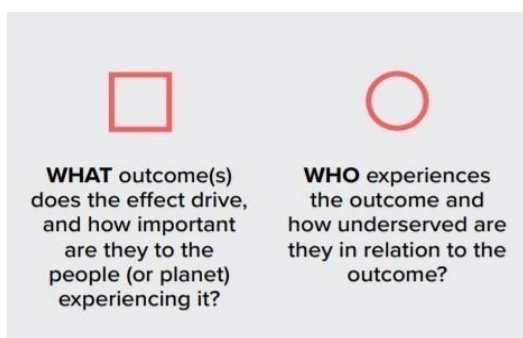 WHAT outcome(s)
does the effect drive,
and how important
are they to the
people (or planet)
experiencing it?
WHO experiences
the outcome and
how underserved are
they in relation to the
outcome?